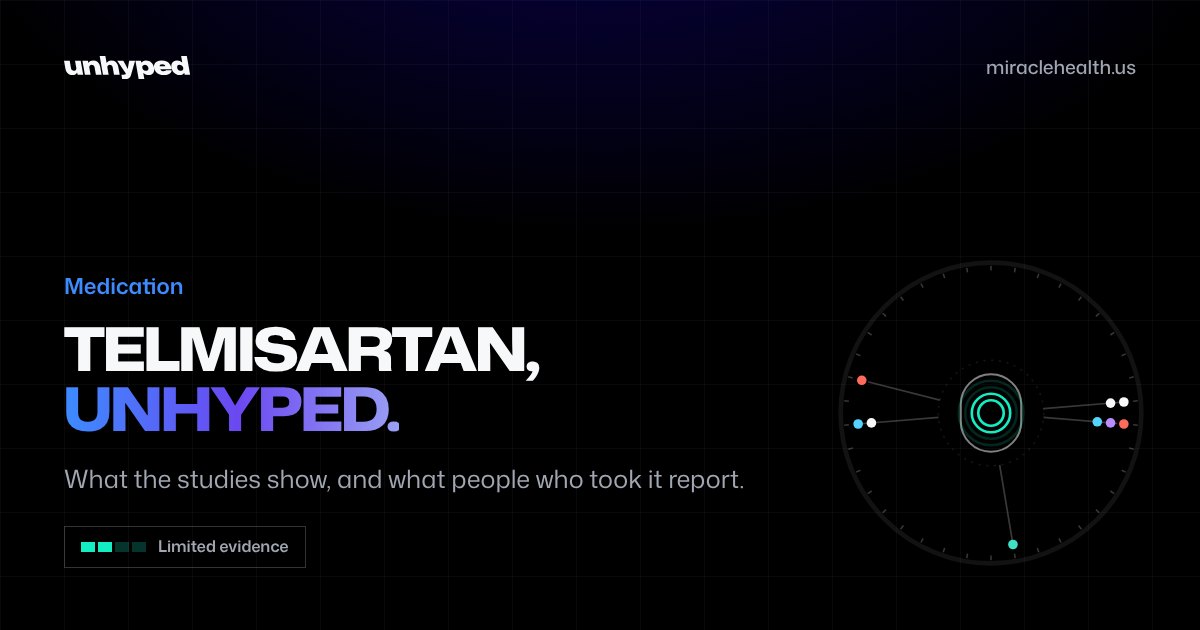 unhyped
miraclehealth.us
Medication
TELMISARTAN,
UNHYPED.
What the studies show, and what people who took it report.
Limited evidence